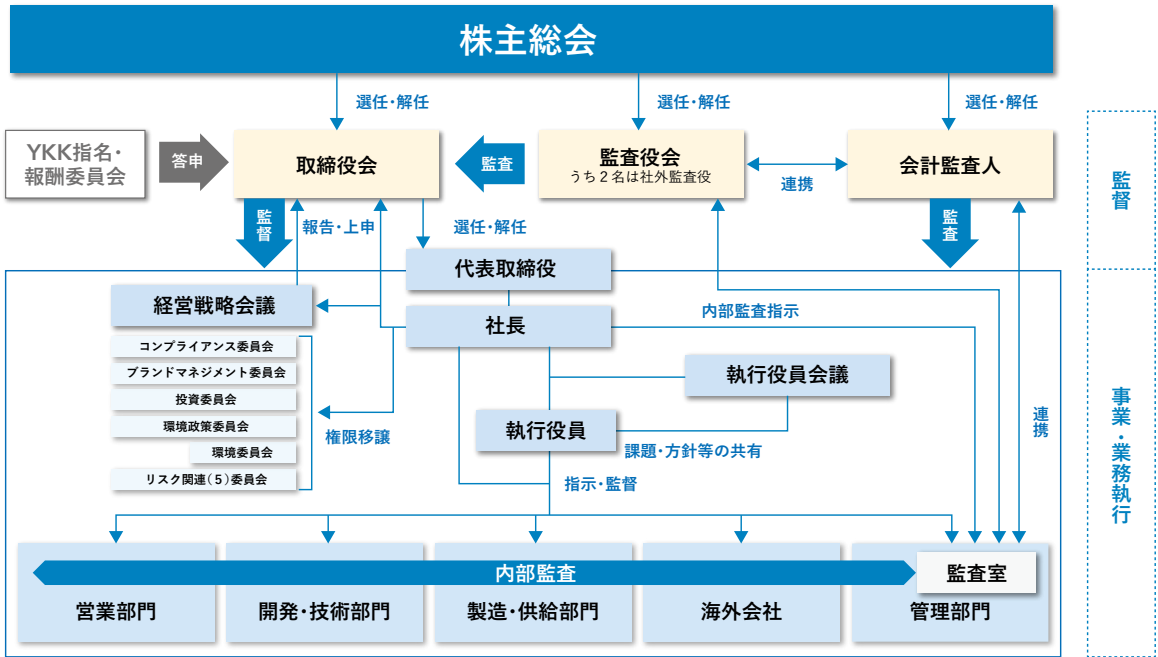 株主総会
選任・解任
選任・解任
選任・解任
YKK指名・
報酬委員会
答申
取締役会
監査
監査役会
うち２名は社外監査役
連携
会計監査人
監督
監督
報告・上申
選任・解任
監査
代表取締役
経営戦略会議
社長
内部監査指示
コンプライアンス委員会
ブランドマネジメント委員会
投資委員会
環境政策委員会
環境委員会
リスク関連（５）委員会
権限移譲
執行役員会議
執行役員
課題・方針等の共有
指示・監督
連携
事業・業務執行
内部監査
監査室
営業部門
開発・技術部門
製造・供給部門
海外会社
管理部門